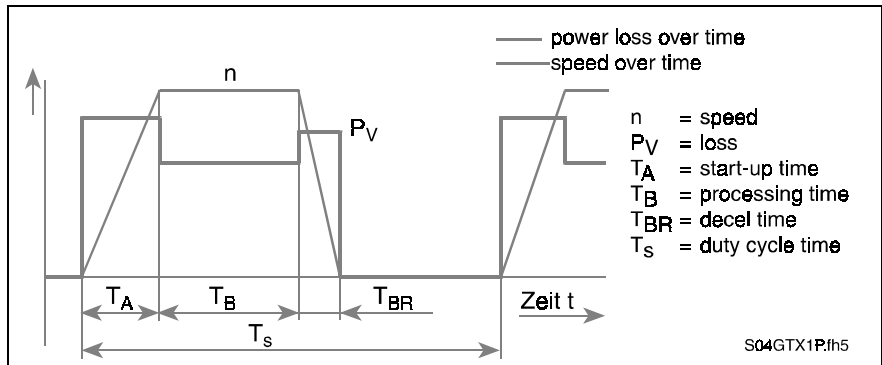 power loss over time
speed over time
n
P_V
n = speed
P_V = loss
T_A = start-up time
T_B = processing time
T_BR = decel time
T_s = duty cycle time
T_A
T_B
T_BR
Zeit t
T_s
S04GTX1P.fh5